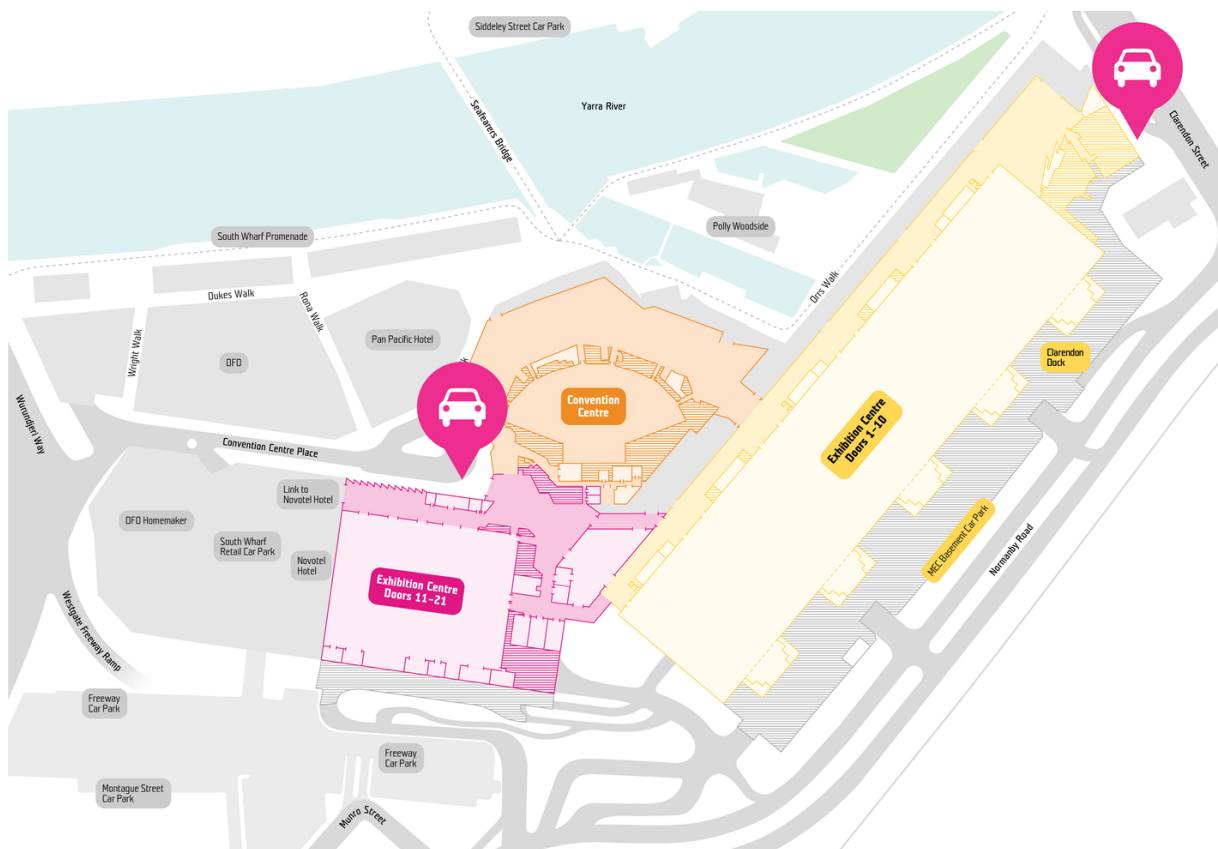 Siddeley Street Car Park
Yarra River
Seafearers Bridge
Clarendon Street
South Wharf Promenade
Polly Woodside
Orrs Walk
Dukes Walk
Rona Walk
Wright Walk
Pan Pacific Hotel
DFO
Clarendon
Dock
Convention
Centre
Exhibition Centre
Doors 1-10
Wurundjeri Way
Convention Centre Place
Link to
Novotel Hotel
DFO Homemaker
South Wharf
Retail Car Park
Novotel
Hotel
Exhibition Centre
Doors 11-21
MEC Basement Car Park
Normanby Road
Westgate Freeway Ramp
Freeway
Car Park
Freeway
Car Park
Montague Street
Car Park
Munro Street